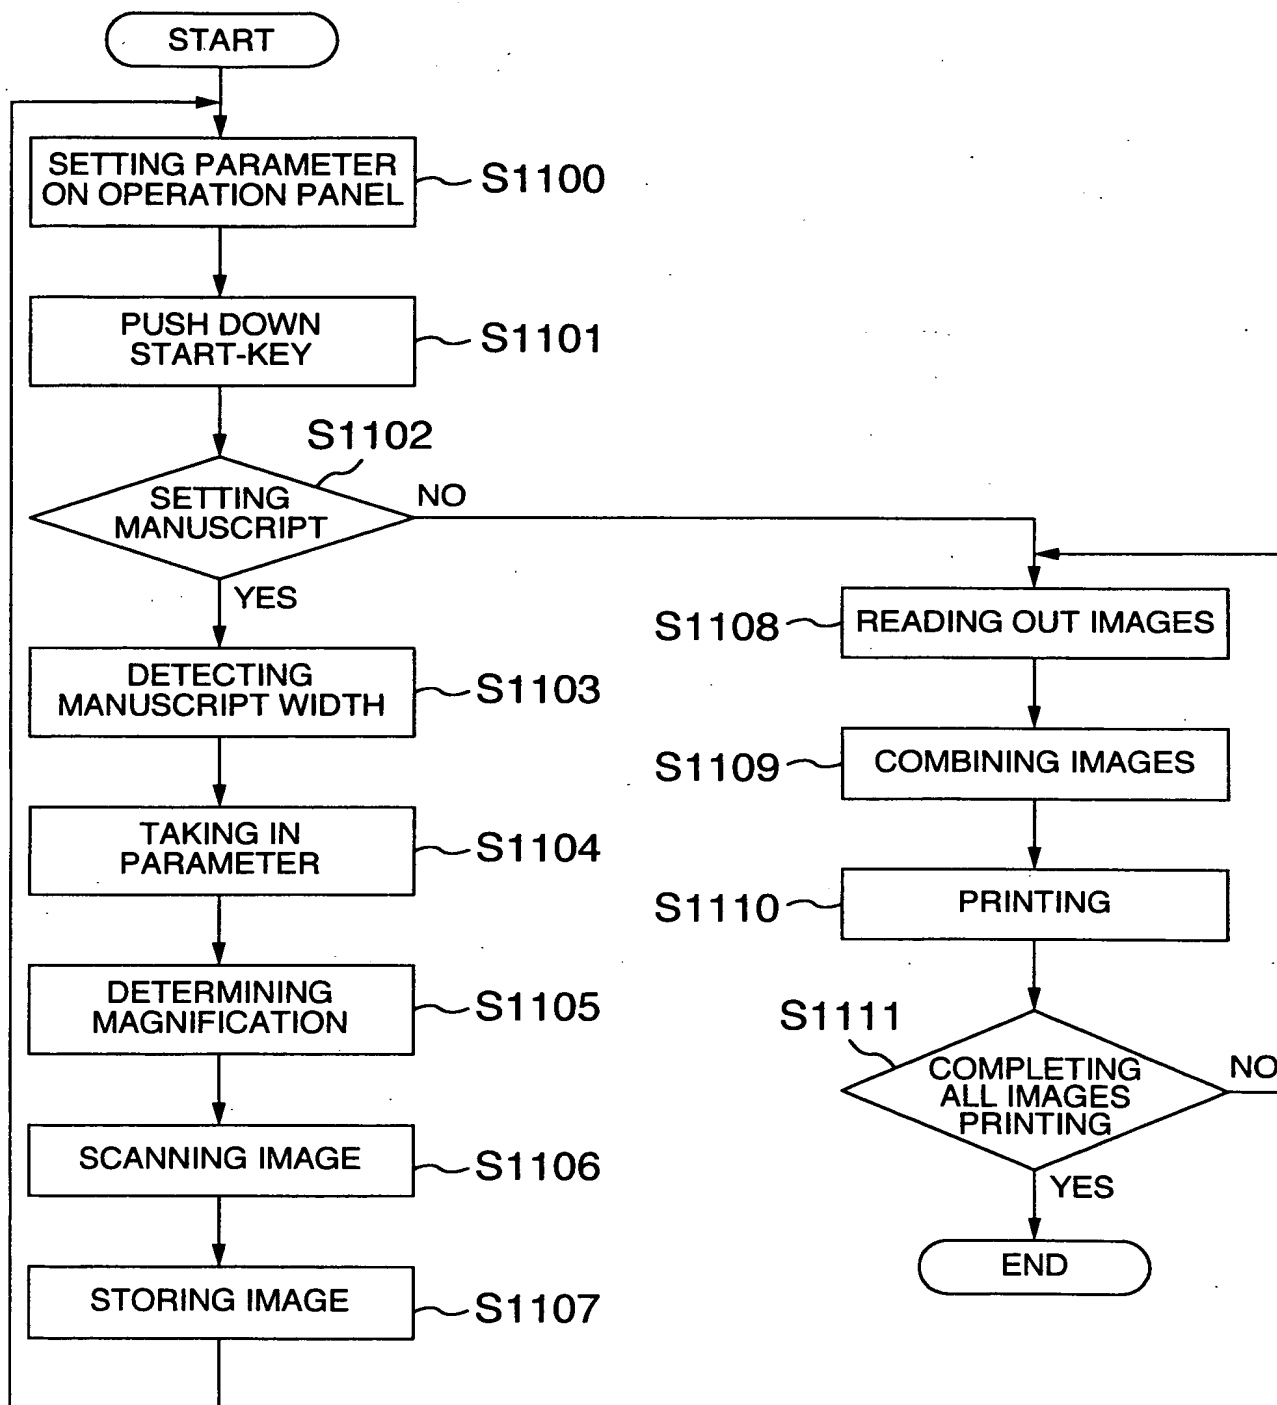 START
SETTING PARAMETER
ON OPERATION PANEL
S1100
PUSH DOWN
START-KEY
S1101
S1102
SETTING
MANUSCRIPT
NO
YES
DETECTING
MANUSCRIPT WIDTH
S1103
TAKING IN
PARAMETER
S1104
DETERMINING
MAGNIFICATION
S1105
SCANNING IMAGE
S1106
STORING IMAGE
S1107
S1108
READING OUT IMAGES
S1109
COMBINING IMAGES
S1110
PRINTING
S1111
COMPLETING
ALL IMAGES
PRINTING
NO
YES
END